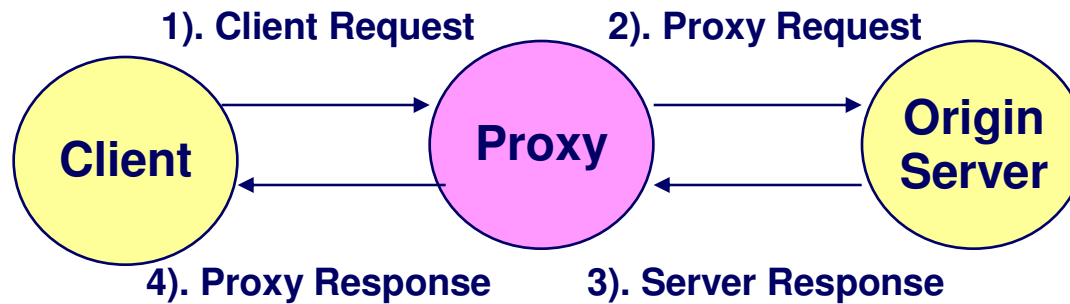 1). Client Request
2). Proxy Request
Client
Proxy
Origin
Server
4). Proxy Response
3). Server Response